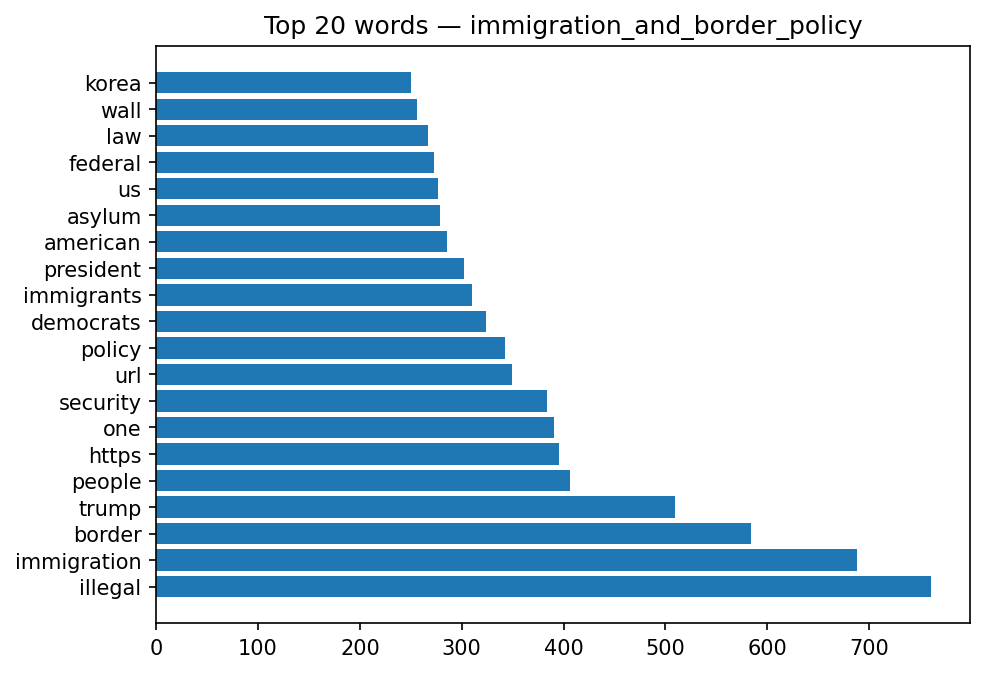 Top 20 words — immigration_and_border_policy
korea
wall
law
federal
us
asylum
american
president
immigrants
democrats
policy
url
security
one
https
people
trump
border
immigration
illegal
0 100 200 300 400 500 600 700